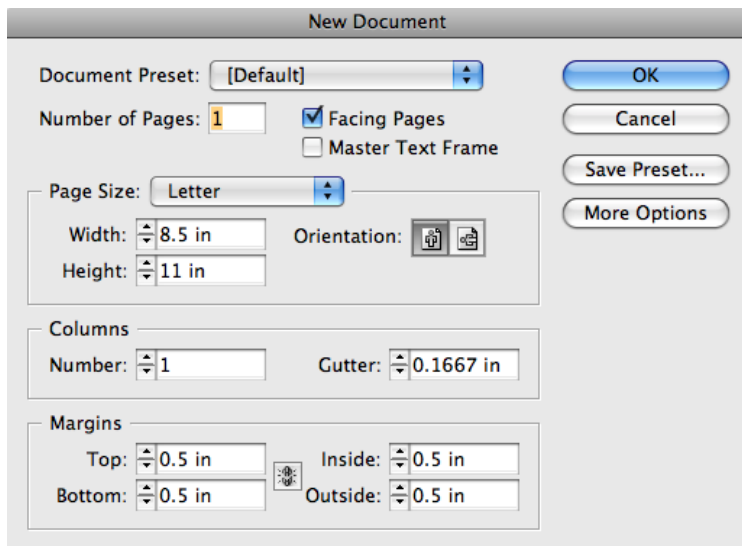 New Document
Document Preset: [Default]
OK
Number of Pages: 1
Facing Pages
Cancel
Master Text Frame
Save Preset...
Page Size: Letter
More Options
Width: 8.5 in
Orientation:
Height: 11 in
Columns
Number: 1
Gutter: 0.1667 in
Margins
Top: 0.5 in
Inside: 0.5 in
Bottom: 0.5 in
Outside: 0.5 in